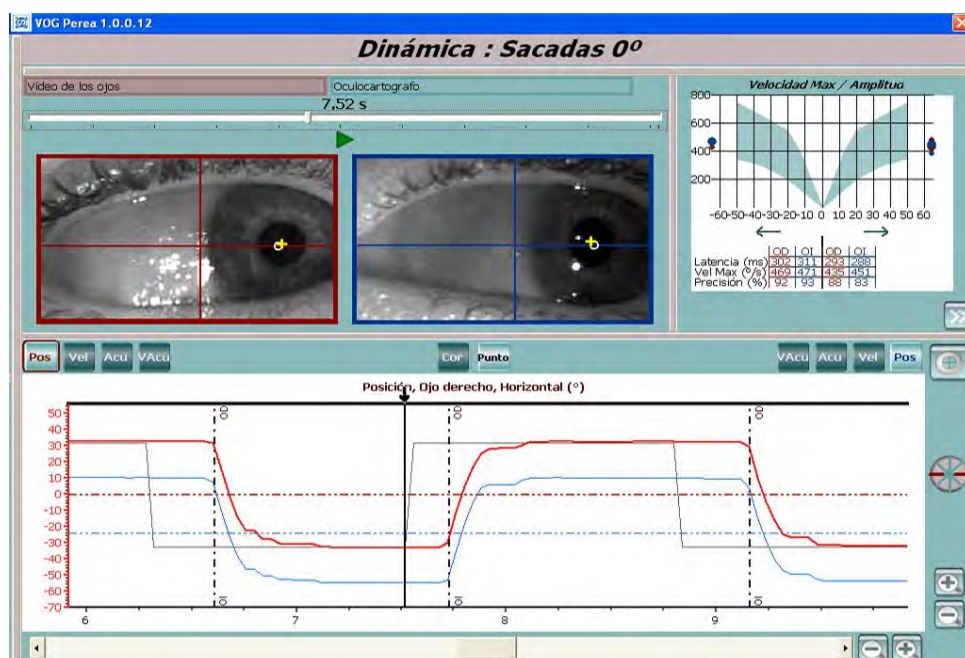 VOG Perea 1.0.0.12
Dinámica : Sacadas 0º
Vídeo de los ojos
Oculocartografo
7,52 s
Velocidad Max / Amplitud
800
600
400
200
-60-50-40-30-20-10 0 10 20 30 40 50 60
OD OI OD OI
Latencia (ms) 302 311 293 288
Vel Max (º/s) 469 471 435 451
Precisión (%) 92 93 88 83
Pos Vel Acu VAcu Cor Punto VAcu Acu Vel Pos
Posición, Ojo derecho, Horizontal (°)
50
40
30
20
10
0
-10
-20
-30
-40
-50
-60
-70
6 7 8 9